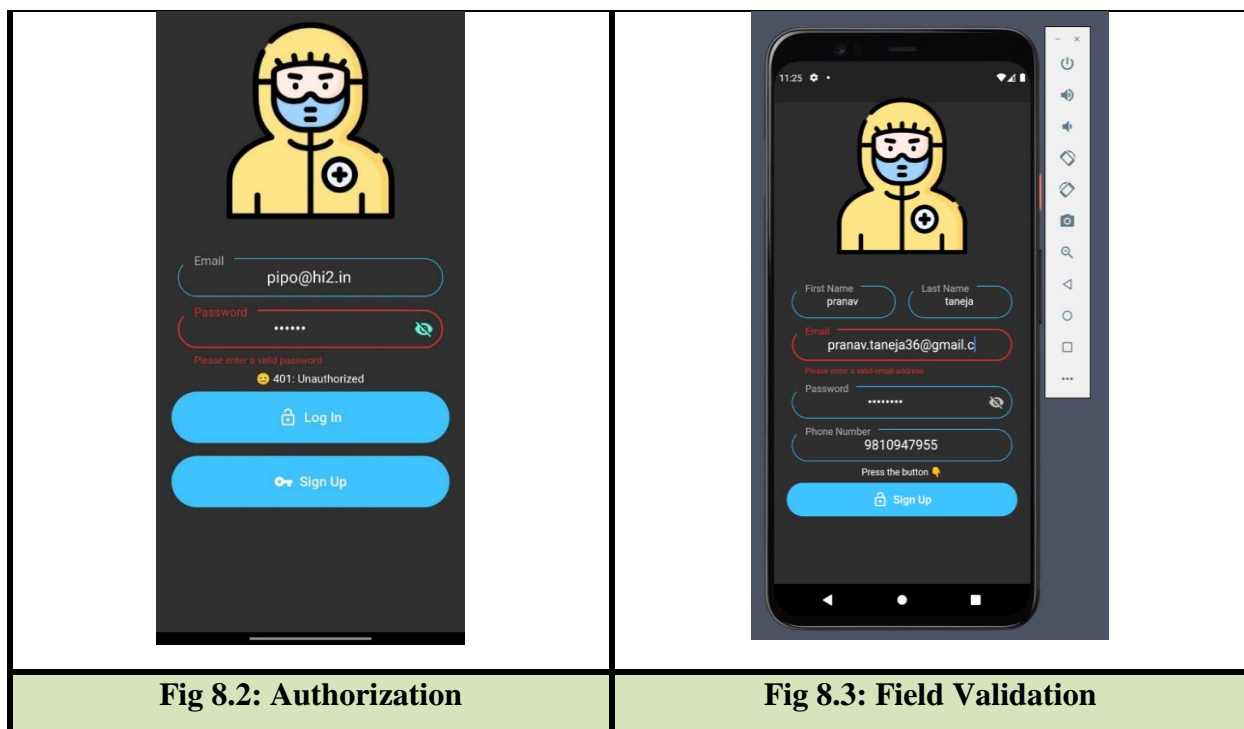 Email
pipo@hi2.in
Password
••••••
Please enter a valid password
😐 401: Unauthorized
Log In
Sign Up
Fig 8.2: Authorization
11:25
First Name
pranav
Last Name
taneja
Email
pranav.taneja36@gmail.c
Please enter a valid email-address
Password
••••••••
Phone Number
9810947955
Press the button 👇
Sign Up
Fig 8.3: Field Validation